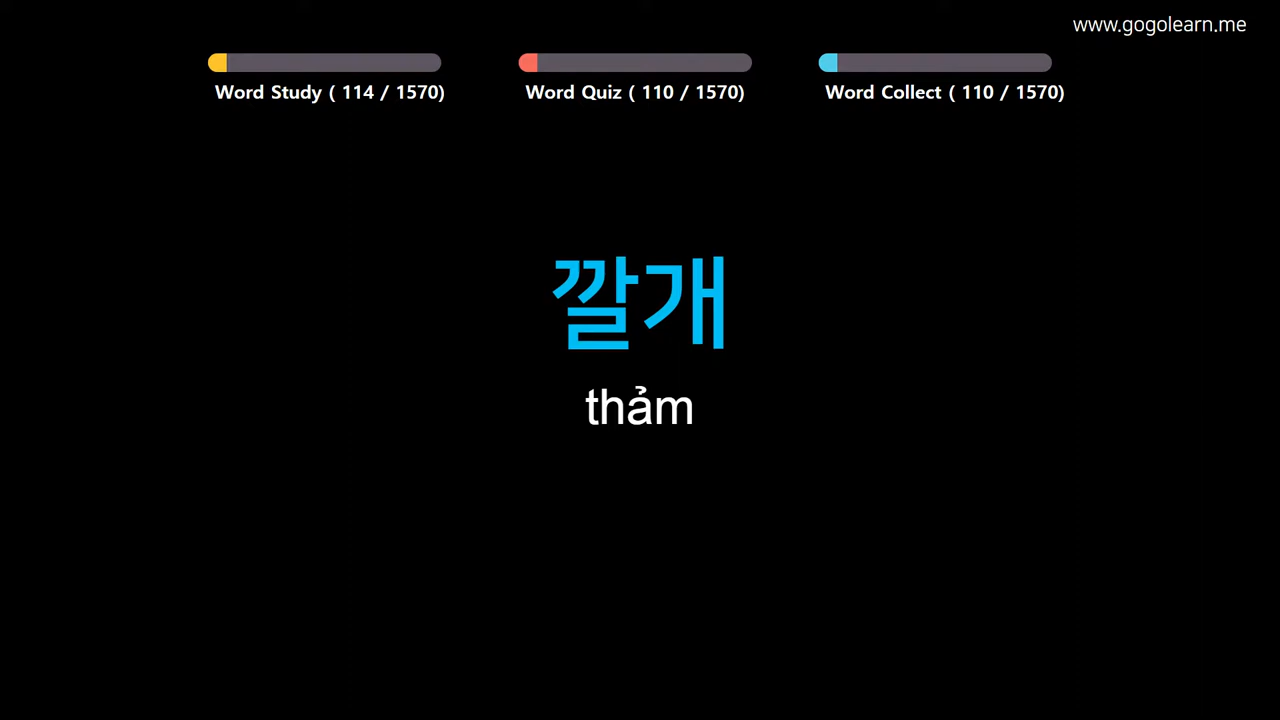 www.gogolearn.me
Word Study ( 114 / 1570)
Word Quiz ( 110 / 1570)
Word Collect ( 110 / 1570)
깔개
thảm